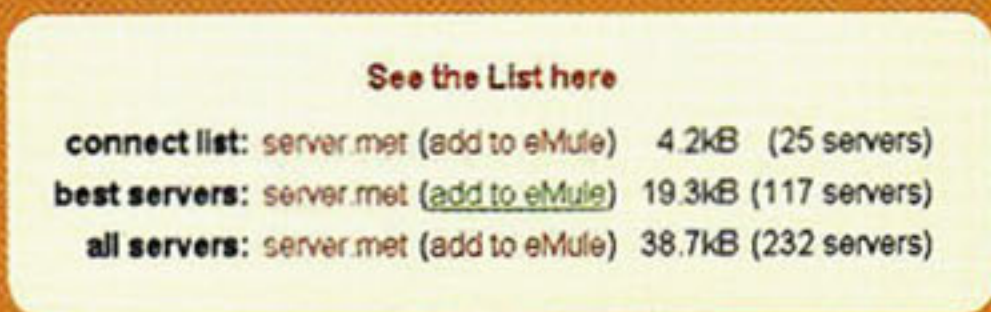 See the List here
connect list: server.met (add to eMule) 4.2kB (25 servers)
best servers: server.met (add to eMule) 19.3kB (117 servers)
all servers: server.met (add to eMule) 38.7kB (232 servers)